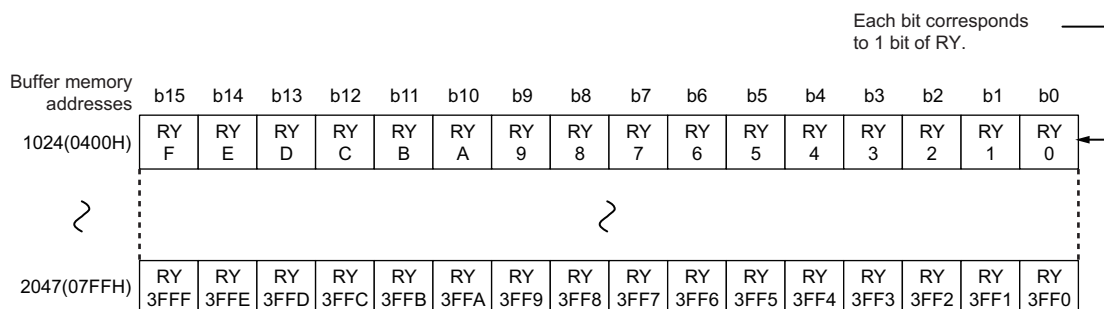 Each bit corresponds
to 1 bit of RY.
Buffer memory
addresses b15 b14 b13 b12 b11 b10 b9 b8 b7 b6 b5 b4 b3 b2 b1 b0
1024(0400H) RY RY RY RY RY RY RY RY RY RY RY RY RY RY RY RY
F E D C B A 9 8 7 6 5 4 3 2 1 0
2047(07FFH) RY RY RY RY RY RY RY RY RY RY RY RY RY RY RY RY
3FFF 3FFE 3FFD 3FFC 3FFB 3FFA 3FF9 3FF8 3FF7 3FF6 3FF5 3FF4 3FF3 3FF2 3FF1 3FF0